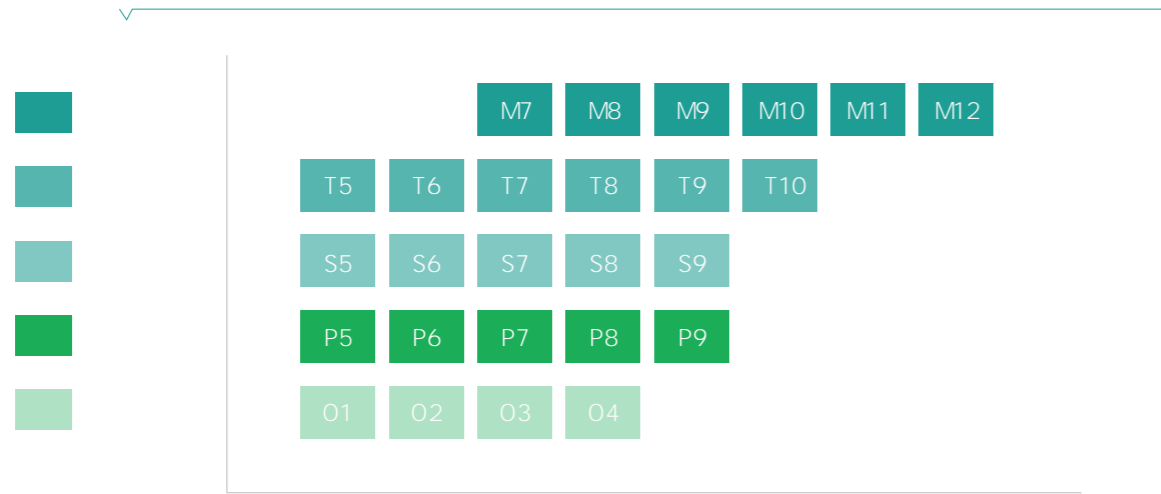 M7 M8 M9 M10 M11 M12
T5 T6 T7 T8 T9 T10
S5 S6 S7 S8 S9
P5 P6 P7 P8 P9
O1 O2 O3 O4